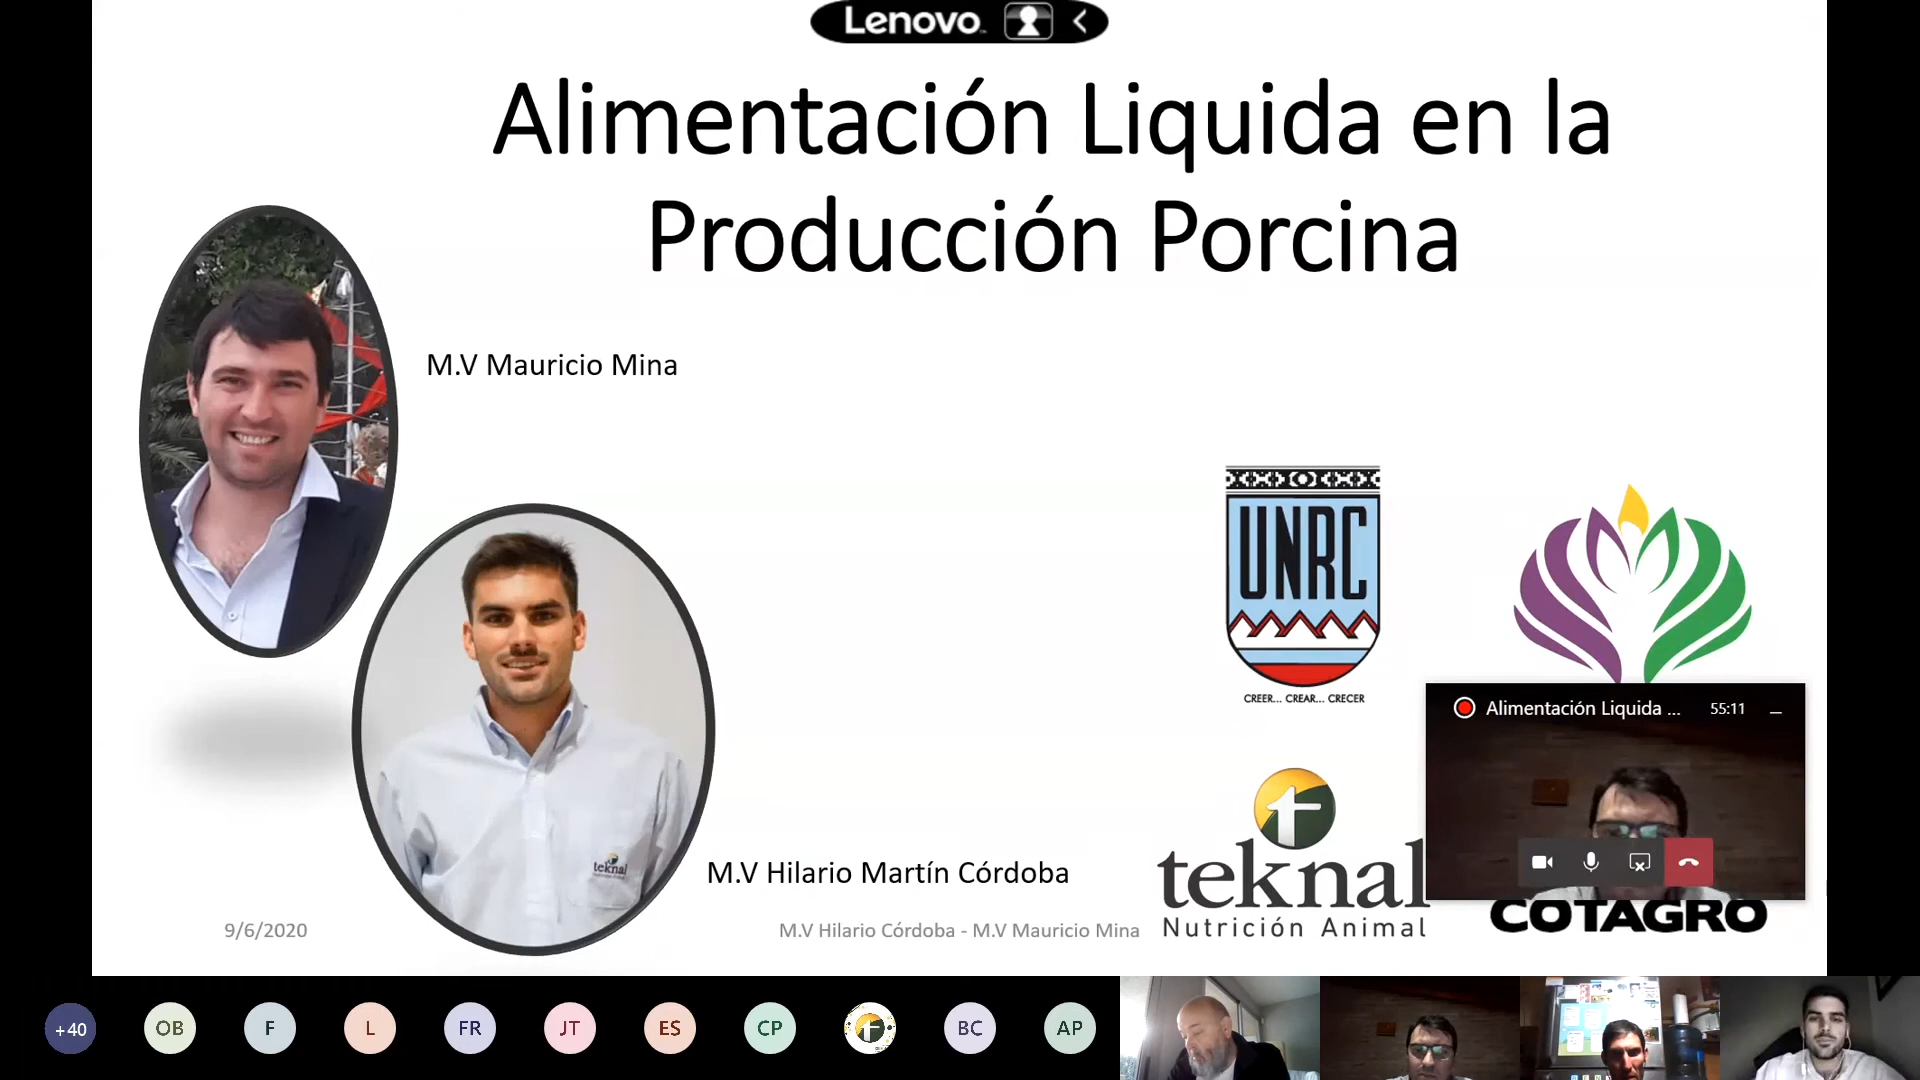 Lenovo
Alimentación Liquida en la
Producción Porcina
M.V Mauricio Mina
UNRC
CREER... CREAR... CRECER
Alimentación Liquida ...
55:11
teknal
M.V Hilario Martín Córdoba
teknal
Nutrición Animal
COTAGRO
9/6/2020
M.V Hilario Córdoba - M.V Mauricio Mina
+40
OB
F
L
FR
JT
ES
CP
BC
AP